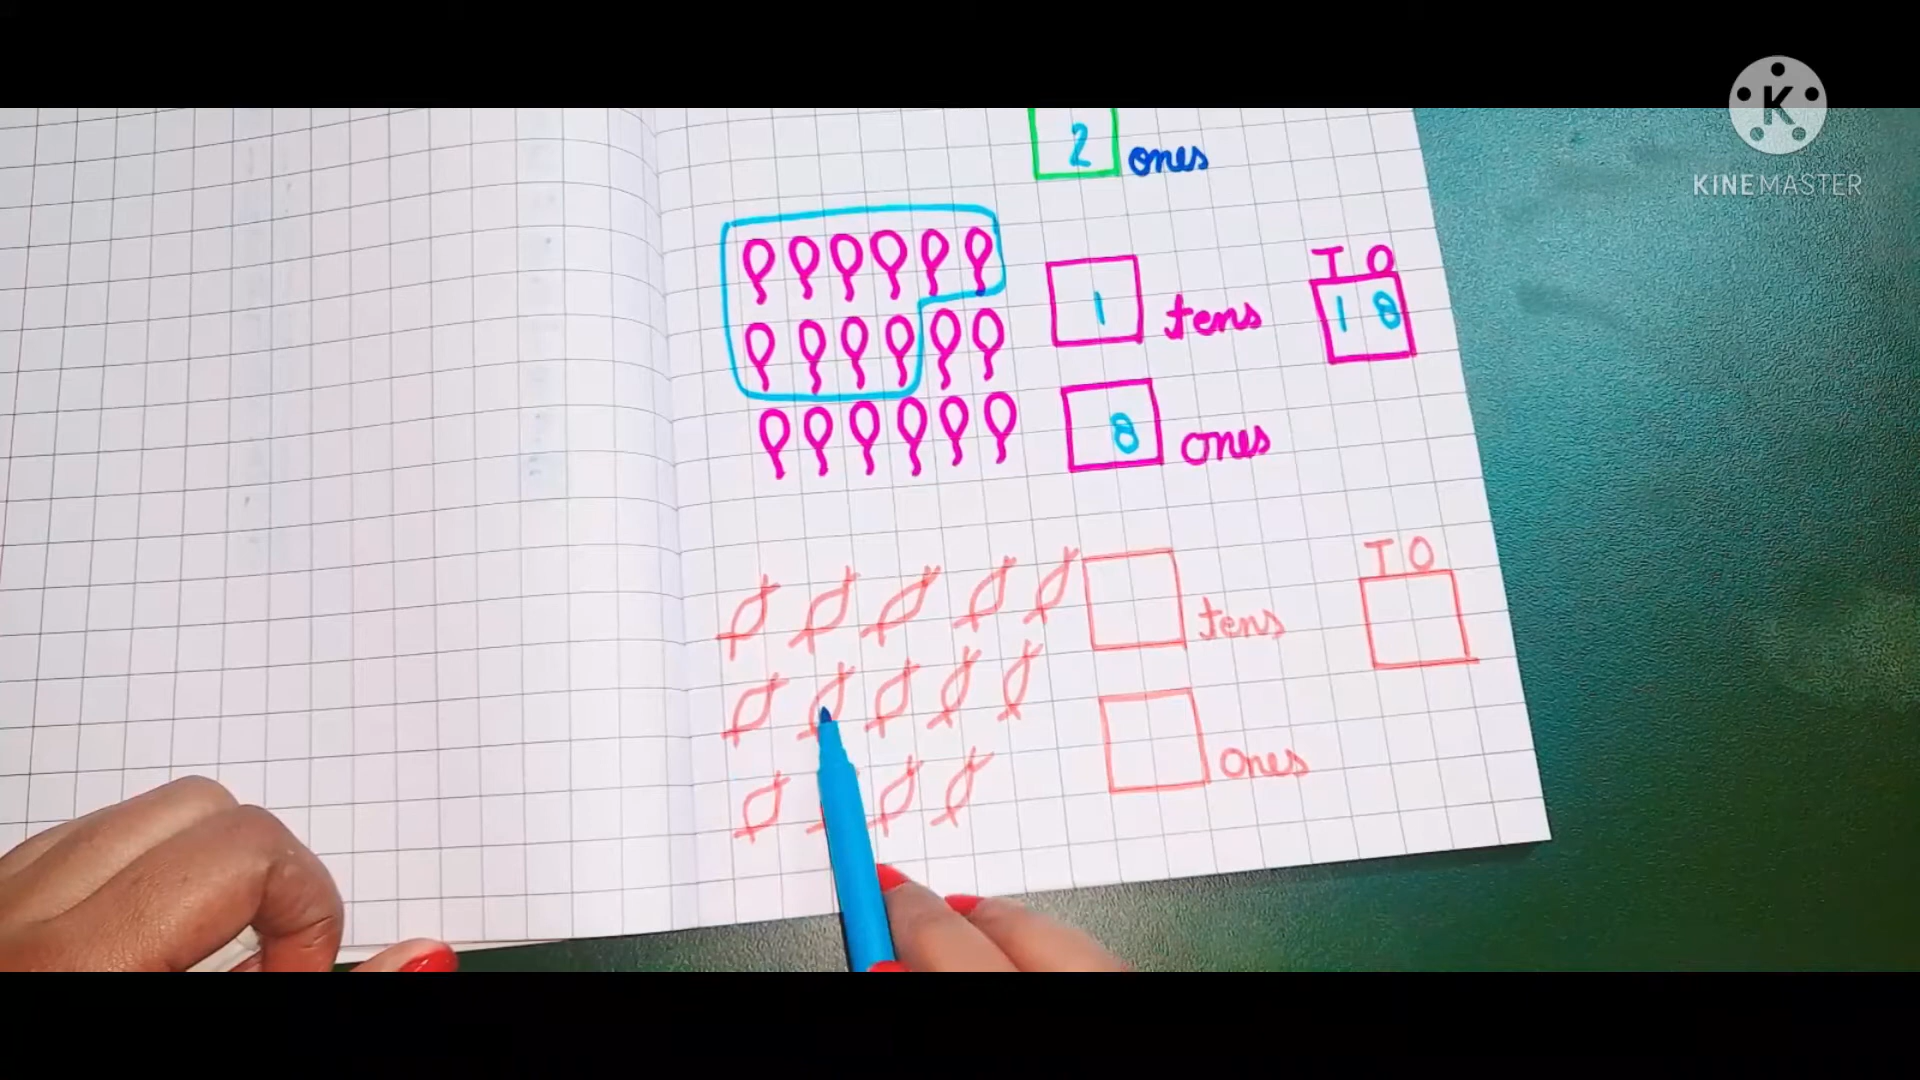 2 ones
1 tens
T O
1 8
8 ones
tens
T O
ones
KINEMASTER